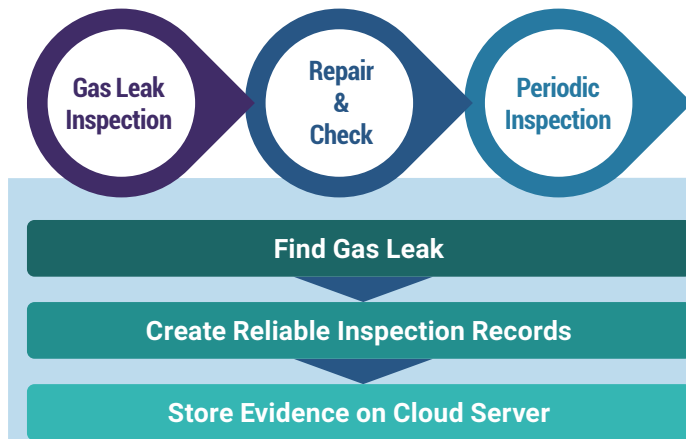 Gas Leak
Inspection
Repair
&
Check
Periodic
Inspection
Find Gas Leak
Create Reliable Inspection Records
Store Evidence on Cloud Server